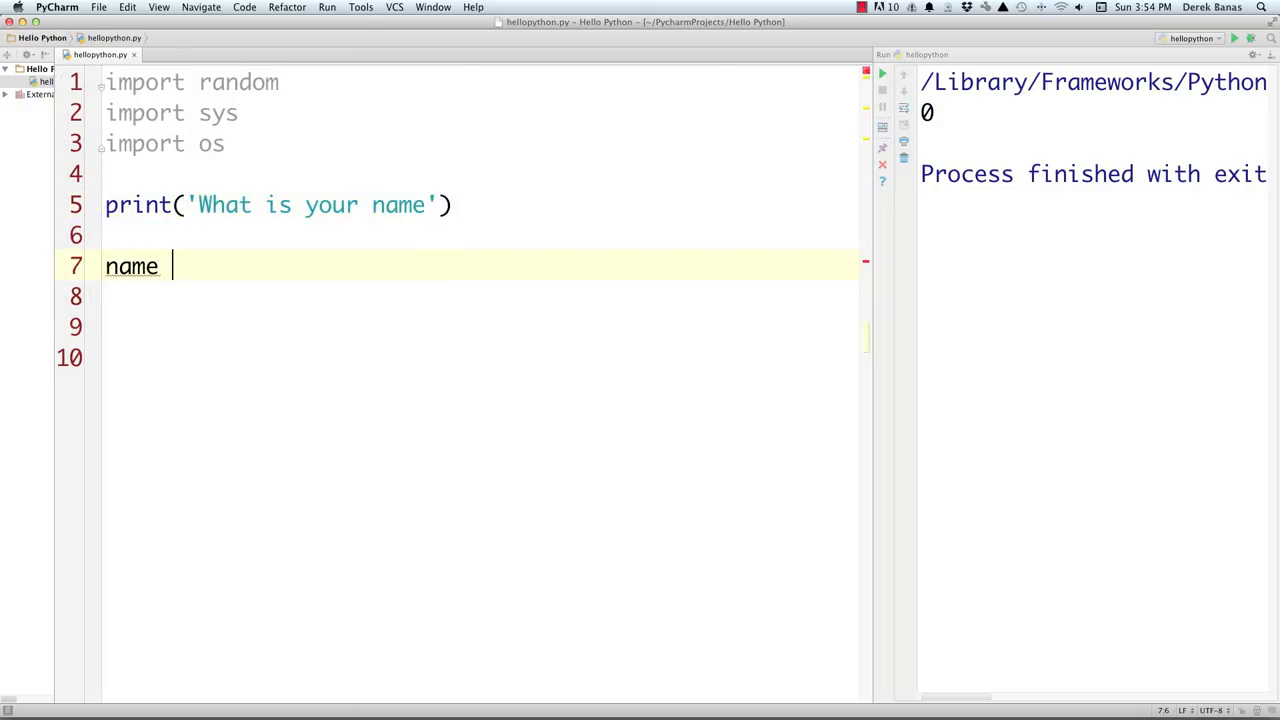 PyCharm File Edit View Navigate Code Refactor Run Tools VCS Window Help 10 Sun 3:54 PM Derek Banas
hellopython.py – Hello Python – [~/PycharmProjects/Hello Python]
Hello Python hellopython.py hellopython
hellopython.py Run hellopython
Hello P
hell
Externa
1 import random
2 import sys
3 import os
4
5 print('What is your name')
6
7 name
8
9
10
/Library/Frameworks/Python
0
Process finished with exit
7:6 LF UTF-8